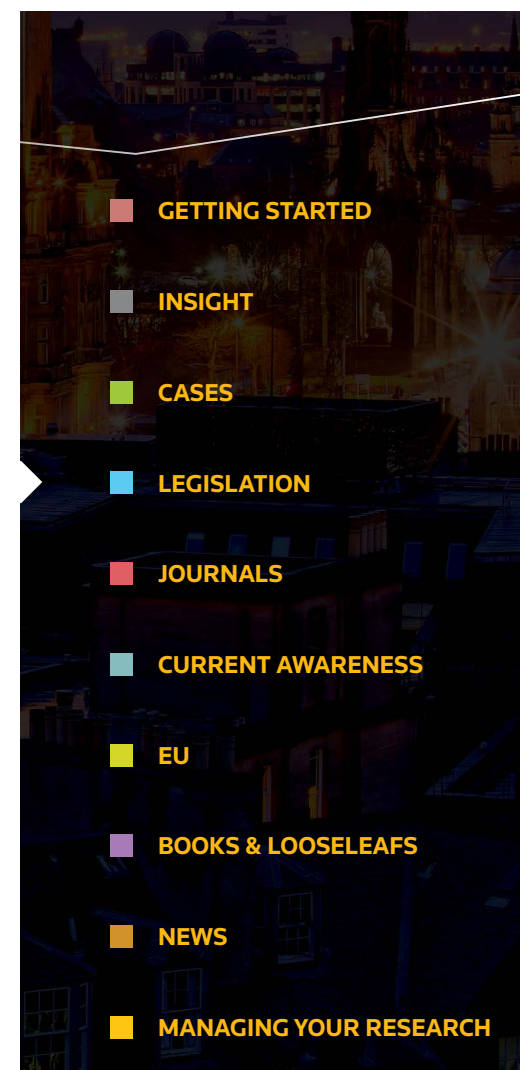 GETTING STARTED
INSIGHT
CASES
LEGISLATION
JOURNALS
CURRENT AWARENESS
EU
BOOKS & LOOSELEAFS
NEWS
MANAGING YOUR RESEARCH